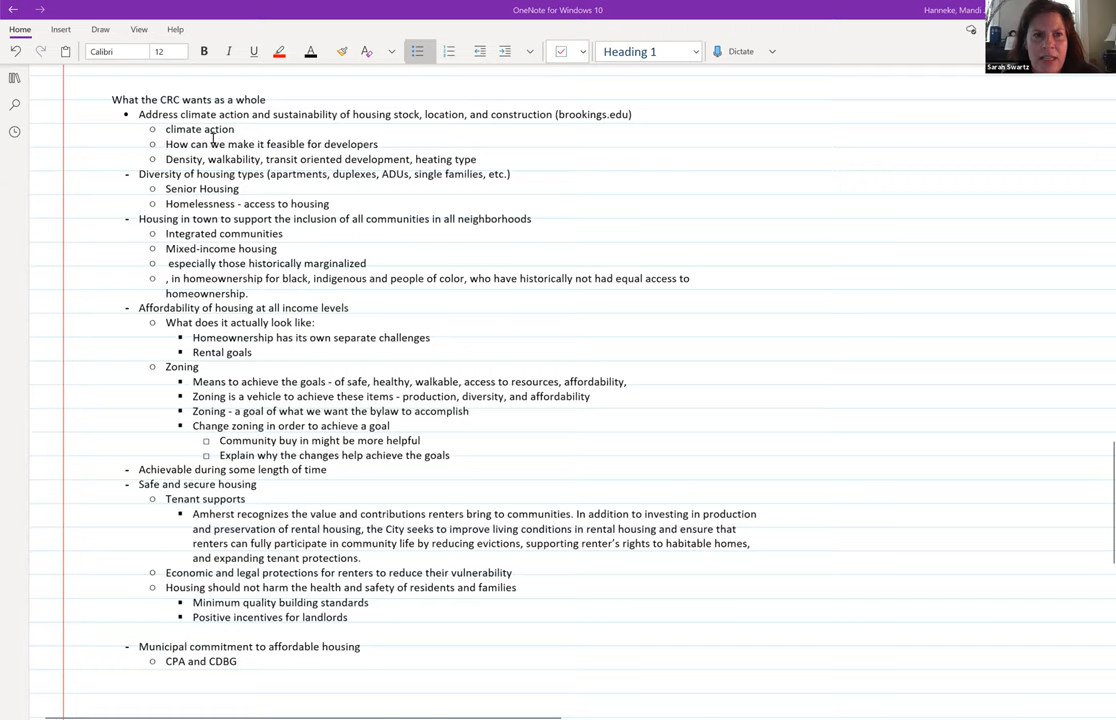 OneNote for Windows 10
Hanneke, Mandi J
Home
Insert
Draw
View
Help
Calibri
12
B
I
U
A
Heading 1
Dictate
Sarah Swartz
What the CRC wants as a whole
• Address climate action and sustainability of housing stock, location, and construction (brookings.edu)
○ climate action
○ How can we make it feasible for developers
○ Density, walkability, transit oriented development, heating type
- Diversity of housing types (apartments, duplexes, ADUs, single families, etc.)
○ Senior Housing
○ Homelessness - access to housing
- Housing in town to support the inclusion of all communities in all neighborhoods
○ Integrated communities
○ Mixed-income housing
○ especially those historically marginalized
○ , in homeownership for black, indigenous and people of color, who have historically not had equal access to
homeownership.
- Affordability of housing at all income levels
○ What does it actually look like:
▪ Homeownership has its own separate challenges
▪ Rental goals
○ Zoning
▪ Means to achieve the goals - of safe, healthy, walkable, access to resources, affordability,
▪ Zoning is a vehicle to achieve these items - production, diversity, and affordability
▪ Zoning - a goal of what we want the bylaw to accomplish
▪ Change zoning in order to achieve a goal
□ Community buy in might be more helpful
□ Explain why the changes help achieve the goals
- Achievable during some length of time
- Safe and secure housing
○ Tenant supports
▪ Amherst recognizes the value and contributions renters bring to communities. In addition to investing in production
and preservation of rental housing, the City seeks to improve living conditions in rental housing and ensure that
renters can fully participate in community life by reducing evictions, supporting renter's rights to habitable homes,
and expanding tenant protections.
○ Economic and legal protections for renters to reduce their vulnerability
○ Housing should not harm the health and safety of residents and families
▪ Minimum quality building standards
▪ Positive incentives for landlords
- Municipal commitment to affordable housing
○ CPA and CDBG